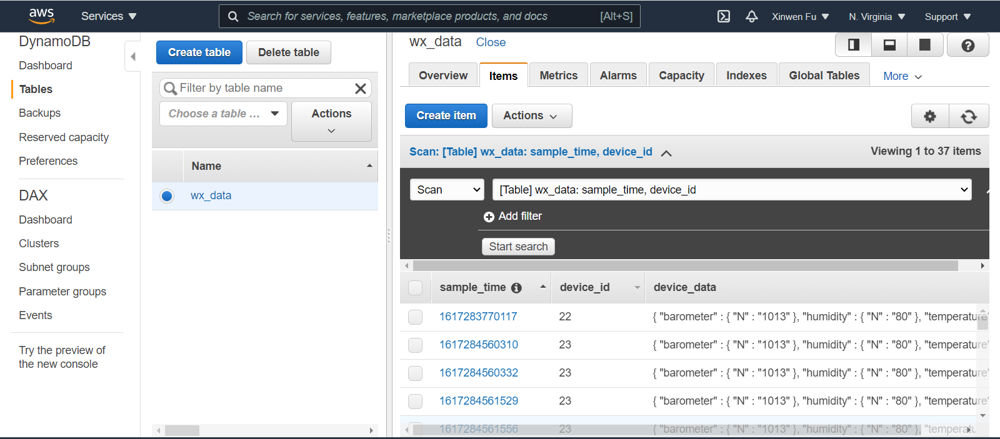 aws Services Search for services, features, marketplace products, and docs [Alt+S] Xinwen Fu N. Virginia Support
DynamoDB
Dashboard
Tables
Backups
Reserved capacity
Preferences
DAX
Dashboard
Clusters
Subnet groups
Parameter groups
Events
Try the preview of
the new console
Create table Delete table
Filter by table name
Choose a table ... Actions
Name
wx_data
wx_data Close
Overview Items Metrics Alarms Capacity Indexes Global Tables More
Create item Actions
Scan: [Table] wx_data: sample_time, device_id Viewing 1 to 37 items
Scan [Table] wx_data: sample_time, device_id
Add filter
Start search
sample_time device_id device_data
1617283770117 22 { "barometer" : { "N" : "1013" }, "humidity" : { "N" : "80" }, "temperature"
1617284560310 23 { "barometer" : { "N" : "1013" }, "humidity" : { "N" : "80" }, "temperature"
1617284560332 23 { "barometer" : { "N" : "1013" }, "humidity" : { "N" : "80" }, "temperature"
1617284561529 23 { "barometer" : { "N" : "1013" }, "humidity" : { "N" : "80" }, "temperature"
1617284561556 23 { "barometer" : { "N" : "1013" }, "humidity" : { "N" : "80" }, "temperatu